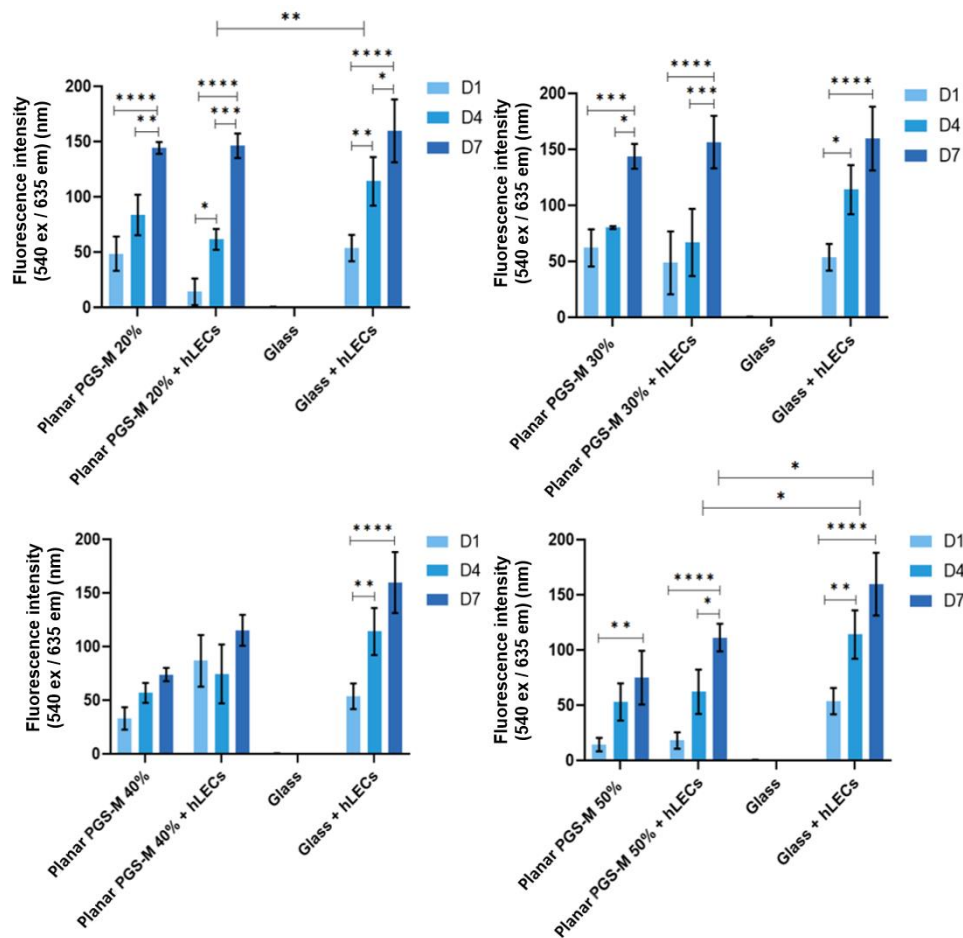 **
****
*
****
****
**
***
**
*
200
150
100
50
0
Fluorescence intensity
(540 ex / 635 em) (nm)
D1
D4
D7
Planar PGS-M 20%
Planar PGS-M 20% + hLECs
Glass
Glass + hLECs
****
***
***
****
*
*
200
150
100
50
0
Fluorescence intensity
(540 ex / 635 em) (nm)
D1
D4
D7
Planar PGS-M 30%
Planar PGS-M 30% + hLECs
Glass
Glass + hLECs
****
**
200
150
100
50
0
Fluorescence intensity
(540 ex / 635 em) (nm)
D1
D4
D7
Planar PGS-M 40%
Planar PGS-M 40% + hLECs
Glass
Glass + hLECs
*
*
****
****
**
*
**
200
150
100
50
0
Fluorescence intensity
(540 ex / 635 em) (nm)
D1
D4
D7
Planar PGS-M 50%
Planar PGS-M 50% + hLECs
Glass
Glass + hLECs